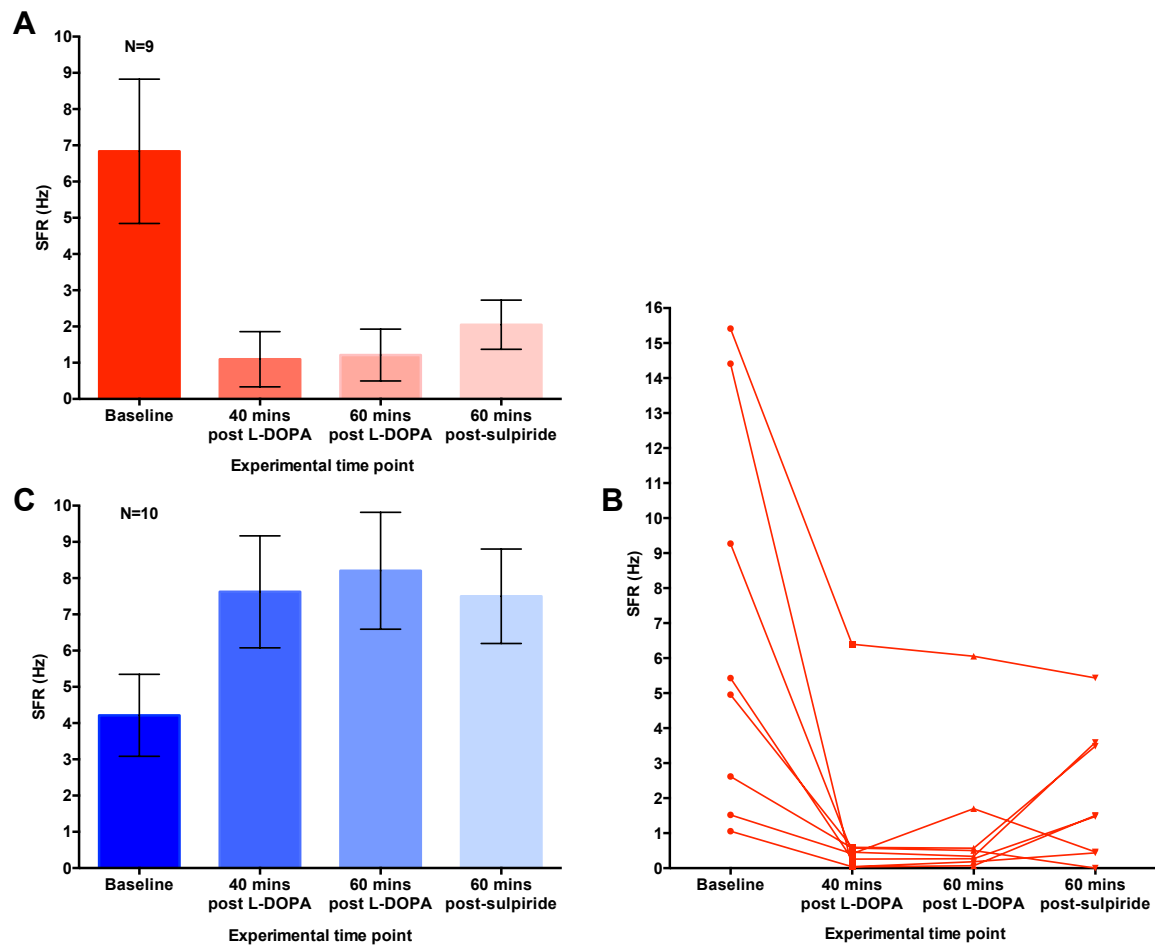 A
N=9
10
9
8
7
6
5
4
3
2
1
0
SFR (Hz)
Baseline
40 mins
post L-DOPA
60 mins
post L-DOPA
60 mins
post-sulpiride
Experimental time point
C
N=10
10
9
8
7
6
5
4
3
2
1
0
SFR (Hz)
Baseline
40 mins
post L-DOPA
60 mins
post L-DOPA
60 mins
post-sulpiride
Experimental time point
B
16
15
14
13
12
11
10
9
8
7
6
5
4
3
2
1
0
SFR (Hz)
Baseline
40 mins
post L-DOPA
60 mins
post L-DOPA
60 mins
post-sulpiride
Experimental time point